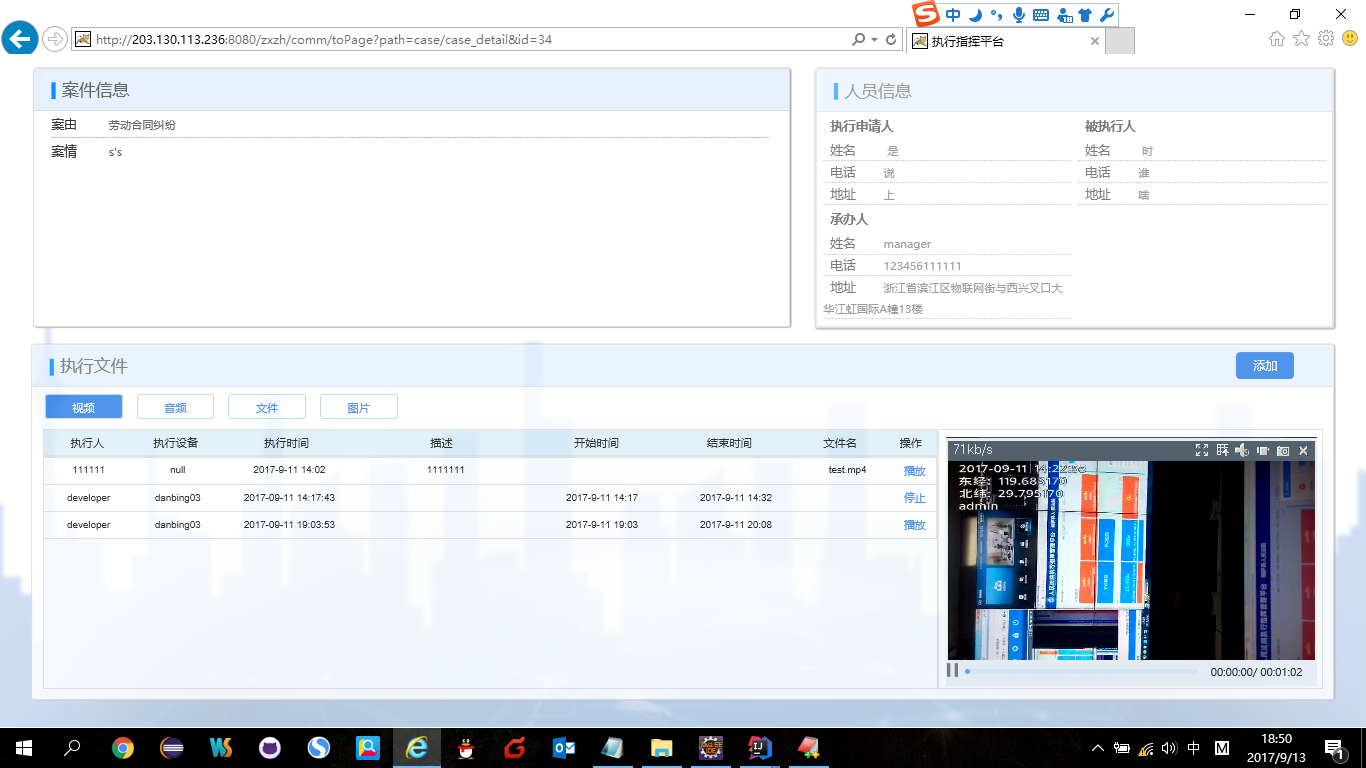 中
http://203.130.113.236:8080/zxzh/comm/toPage?path=case/case_detail&id=34
执行指挥平台
案件信息
案由 劳动合同纠纷
案情 s's
人员信息
执行申请人 被执行人
姓名 是 姓名 时
电话 说 电话 谁
地址 上 地址 啥
承办人
姓名 manager
电话 123456111111
地址 浙江省滨江区物联网街与西兴叉口大
华江虹国际A幢13楼
执行文件 添加
视频 音频 文件 图片
执行人 执行设备 执行时间 描述 开始时间 结束时间 文件名 操作
111111 null 2017-9-11 14:02 1111111 test.mp4 播放
developer danbing03 2017-09-11 14:17:43 2017-9-11 14:17 2017-9-11 14:32 停止
developer danbing03 2017-09-11 19:03:53 2017-9-11 19:03 2017-9-11 20:08 播放
71kb/s
东经: 119.683170
北纬: 29.795170
admin
00:00:00/ 00:01:02
中 M
18:50
2017/9/13
1